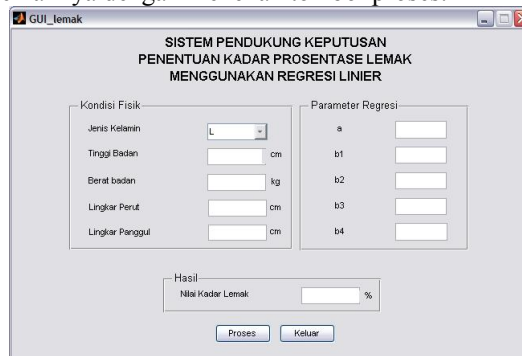 GUI_lemak
SISTEM PENDUKUNG KEPUTUSAN
PENENTUAN KADAR PROSENTASE LEMAK
MENGGUNAKAN REGRESI LINIER
Kondisi Fisik
Jenis Kelamin L
Tinggi Badan cm
Berat badan kg
Lingkar Perut cm
Lingkar Panggul cm
Parameter Regresi
a
b1
b2
b3
b4
Hasil
Nilai Kadar Lemak %
Proses Keluar